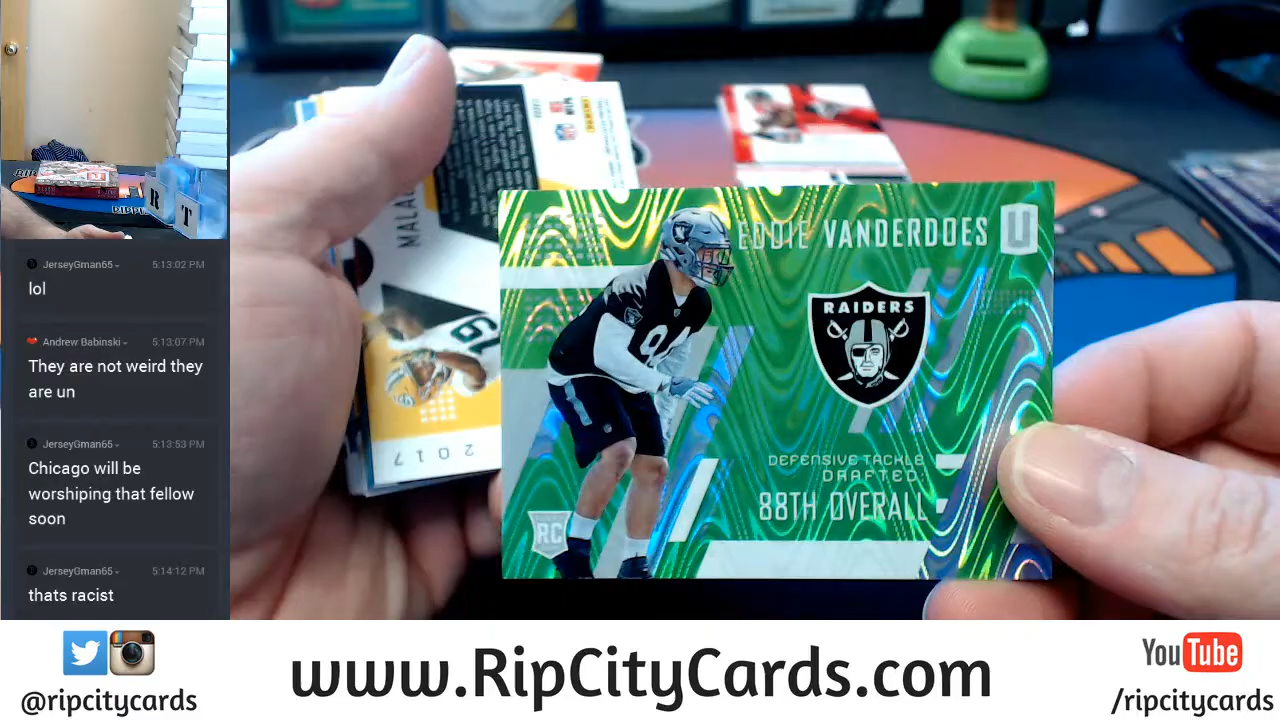 JerseyGman65 5:13:02 PM
lol
Andrew Babinski 5:13:07 PM
They are not weird they
are un
JerseyGman65 5:13:53 PM
Chicago will be
worshiping that fellow
soon
JerseyGman65 5:14:12 PM
thats racist
R
T
MALA
19
2017
EDDIE VANDERDOES
U
RAIDERS
DEFENSIVE TACKLE
DRAFTED:
88TH OVERALL
RC
@ripcitycards
www.RipCityCards.com
YouTube
/ripcitycards